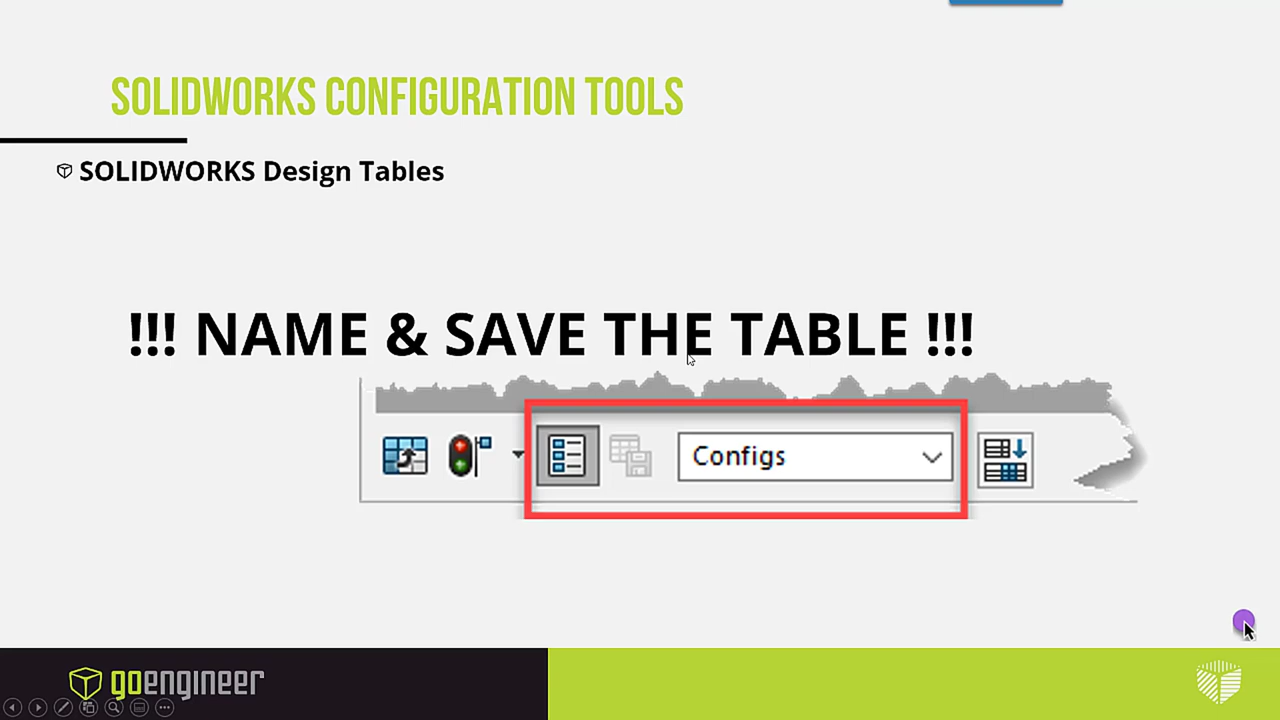 SOLIDWORKS CONFIGURATION TOOLS
SOLIDWORKS Design Tables
!!! NAME & SAVE THE TABLE !!!
Configs
goengineer